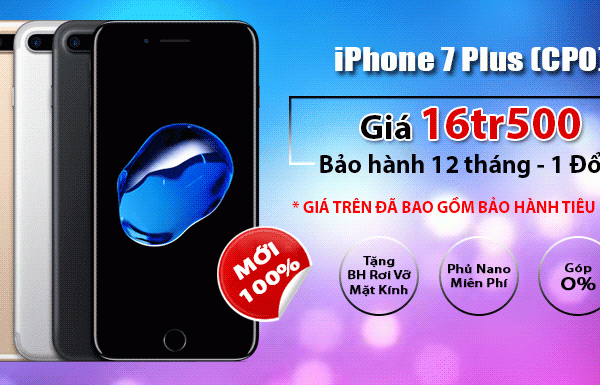 iPhone 7 Plus (CPO)
Giá 16tr500
Bảo hành 12 tháng - 1 Đổ
* GIÁ TRÊN ĐÃ BAO GỒM BẢO HÀNH TIÊU
MỚI
100%
Tặng
BH Rơi Vỡ
Mặt Kính
Phủ Nano
Miễn Phí
Góp
0%